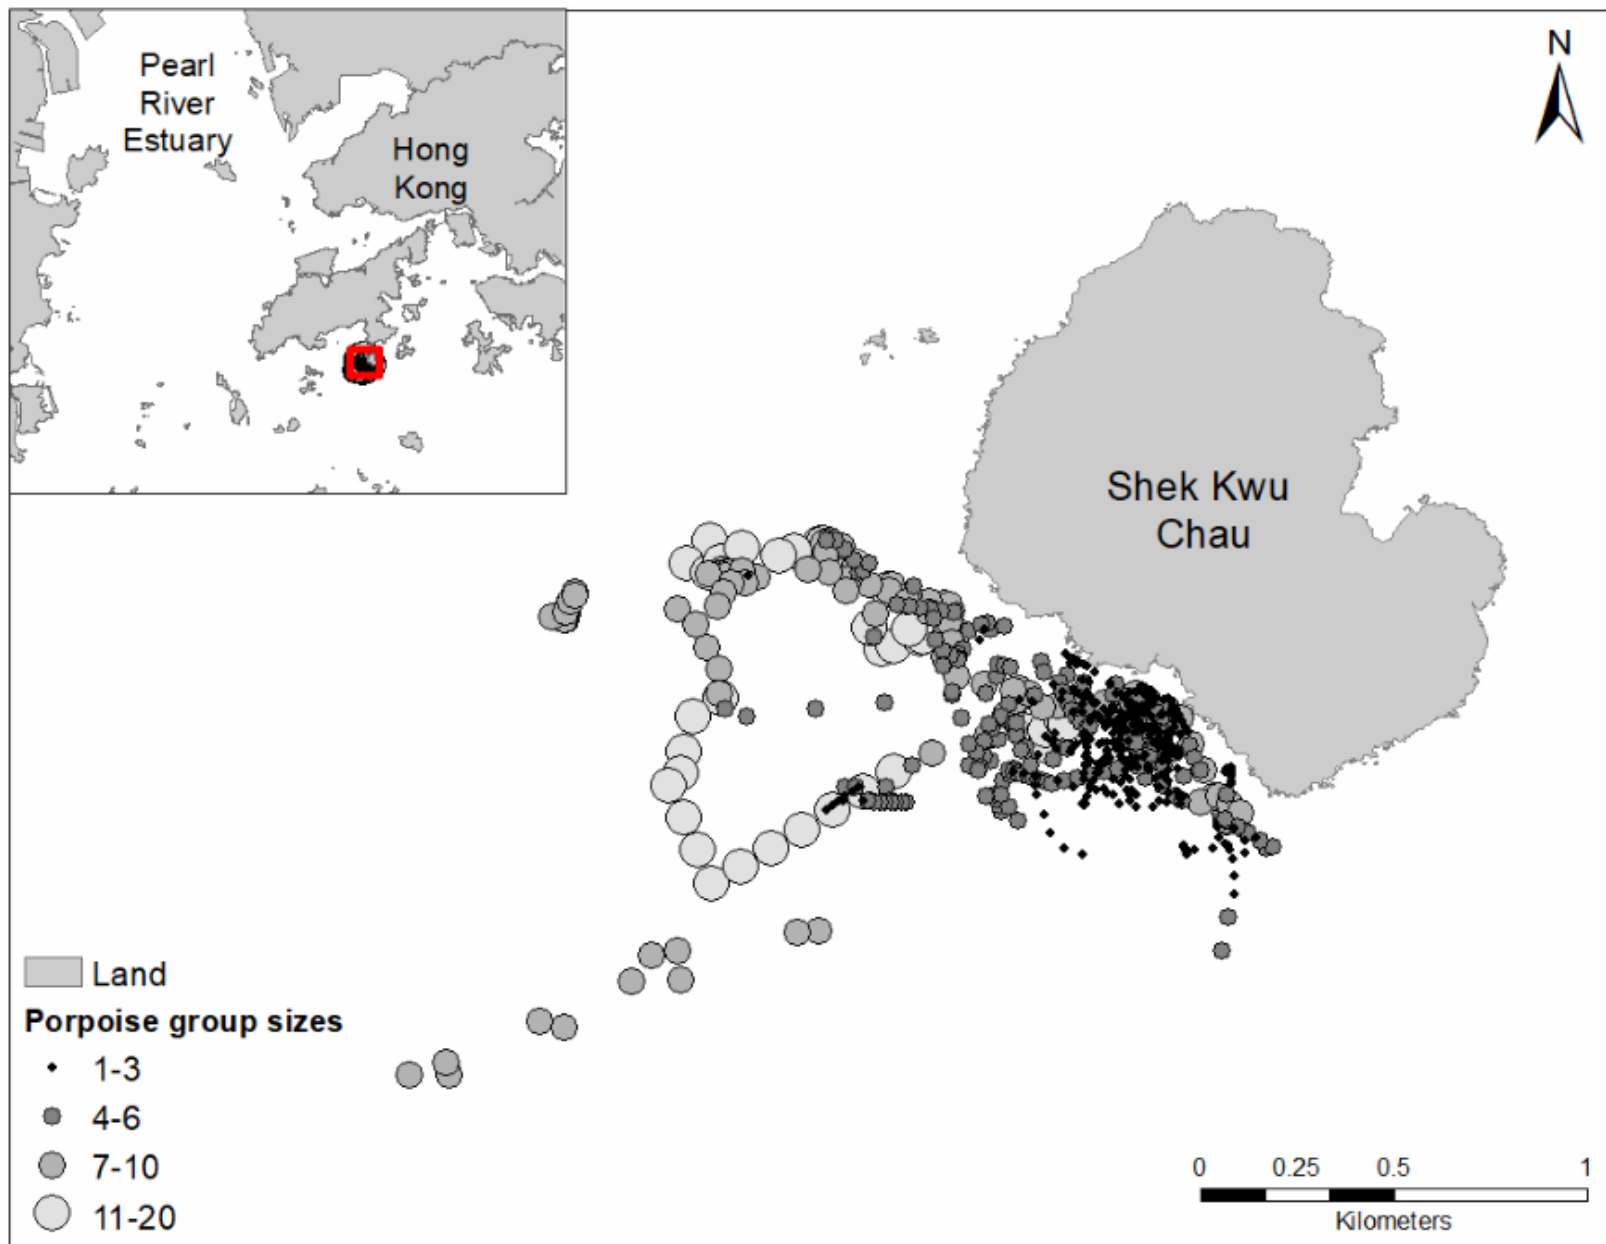 Pearl
River
Estuary
Hong
Kong
N
Shek Kwu
Chau
Land
Porpoise group sizes
1-3
4-6
7-10
11-20
0 0.25 0.5 1
Kilometers